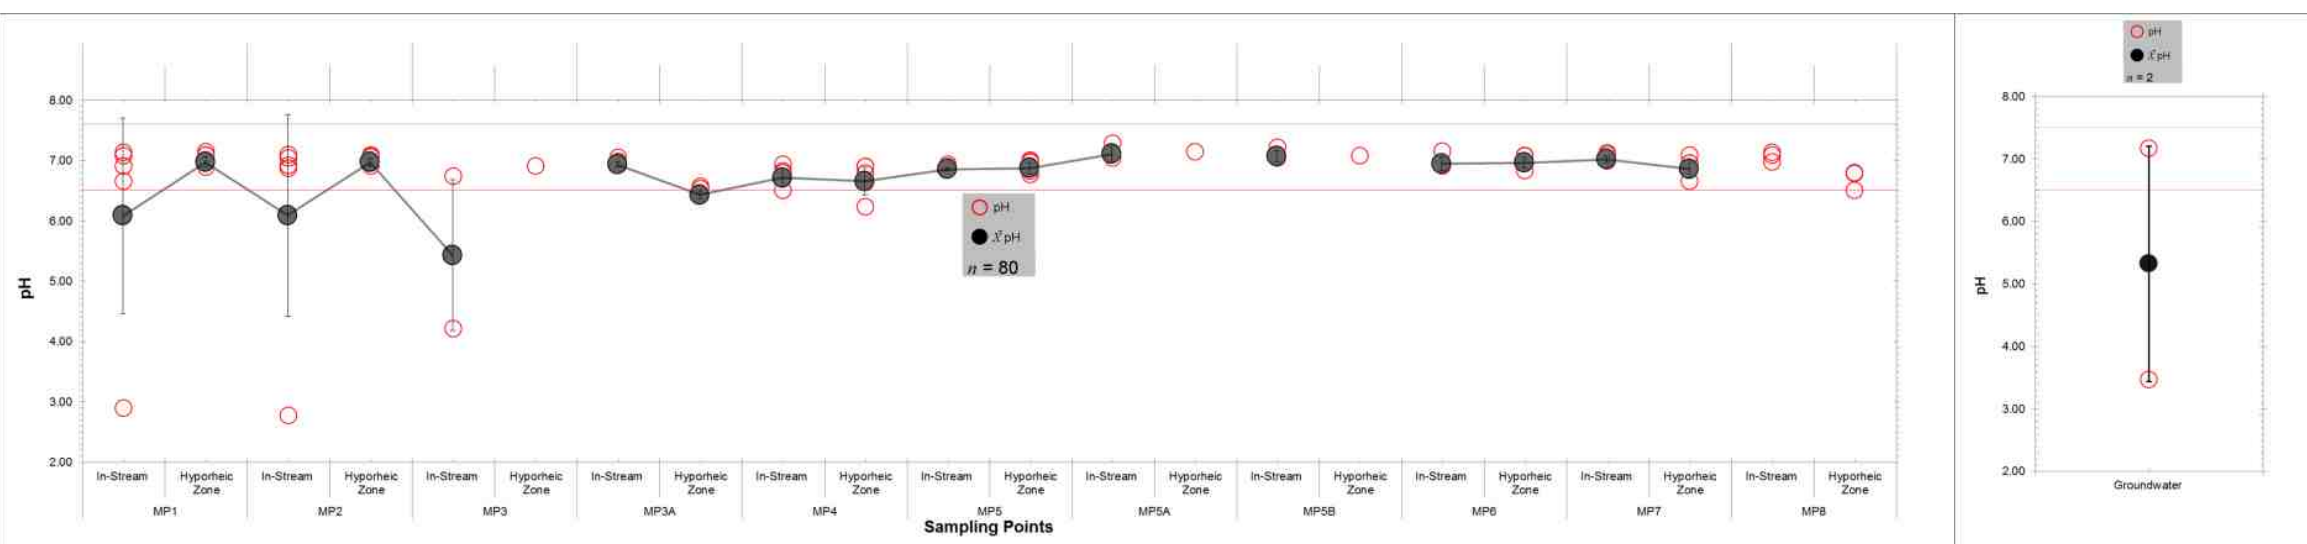 8.00
7.00
6.00
5.00
4.00
3.00
2.00
pH
pH
x̄ pH
n = 80
In-Stream Hyporheic Zone In-Stream Hyporheic Zone In-Stream Hyporheic Zone In-Stream Hyporheic Zone In-Stream Hyporheic Zone In-Stream Hyporheic Zone In-Stream Hyporheic Zone In-Stream Hyporheic Zone In-Stream Hyporheic Zone In-Stream Hyporheic Zone In-Stream Hyporheic Zone
MP1 MP2 MP3 MP3A MP4 MP5 MP5A MP5B MP6 MP7 MP8
Sampling Points
pH
x̄ pH
n = 2
8.00
7.00
6.00
5.00
4.00
3.00
2.00
pH
Groundwater